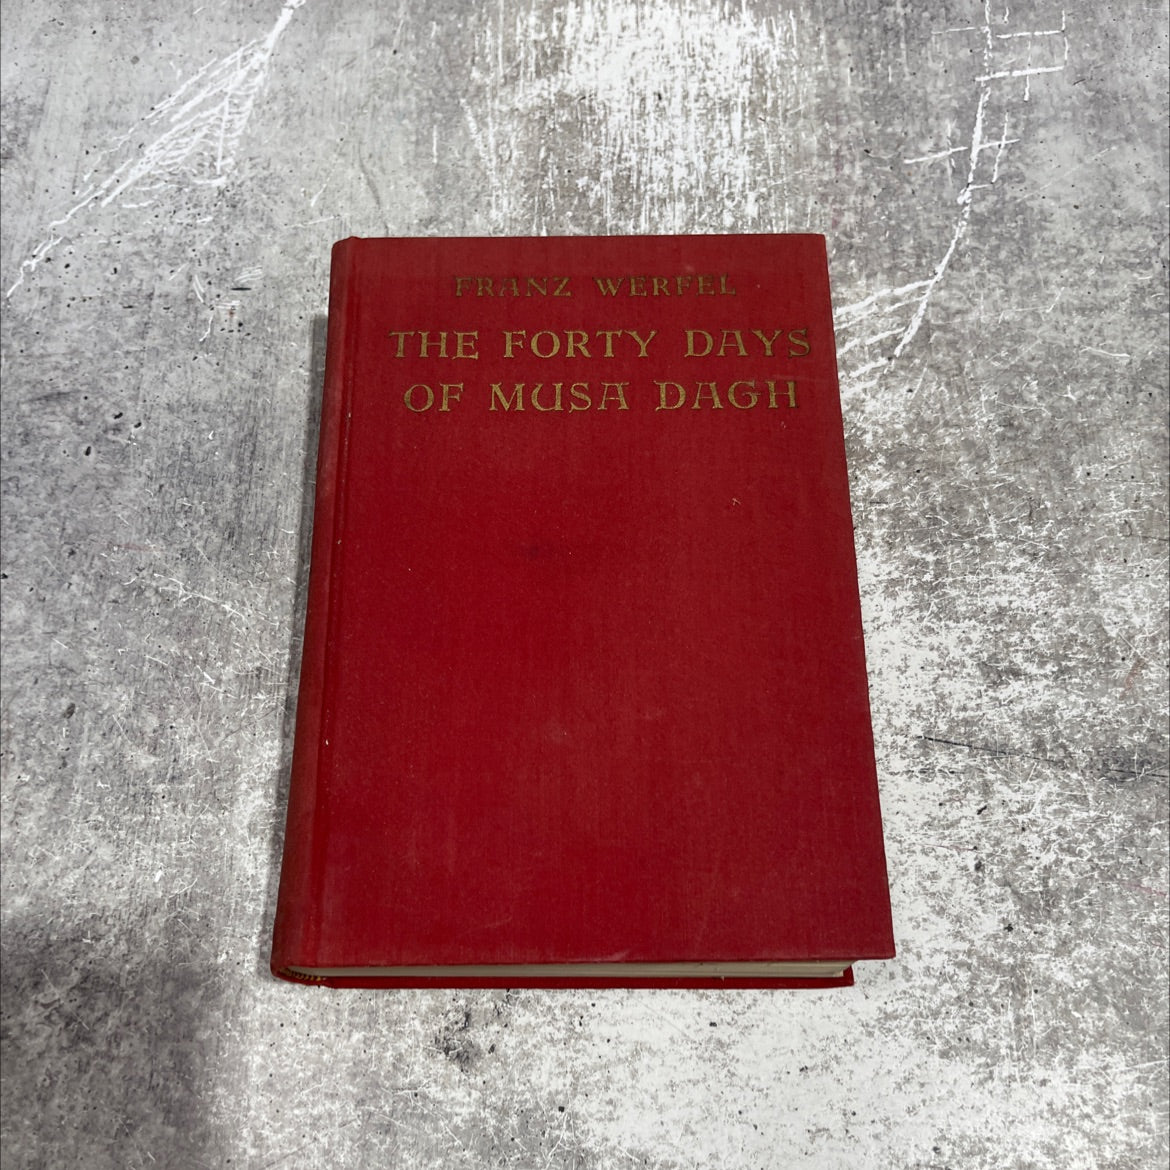 FRANZ WERFEL
THE FORTY DAYS
OF MUSA DAGH